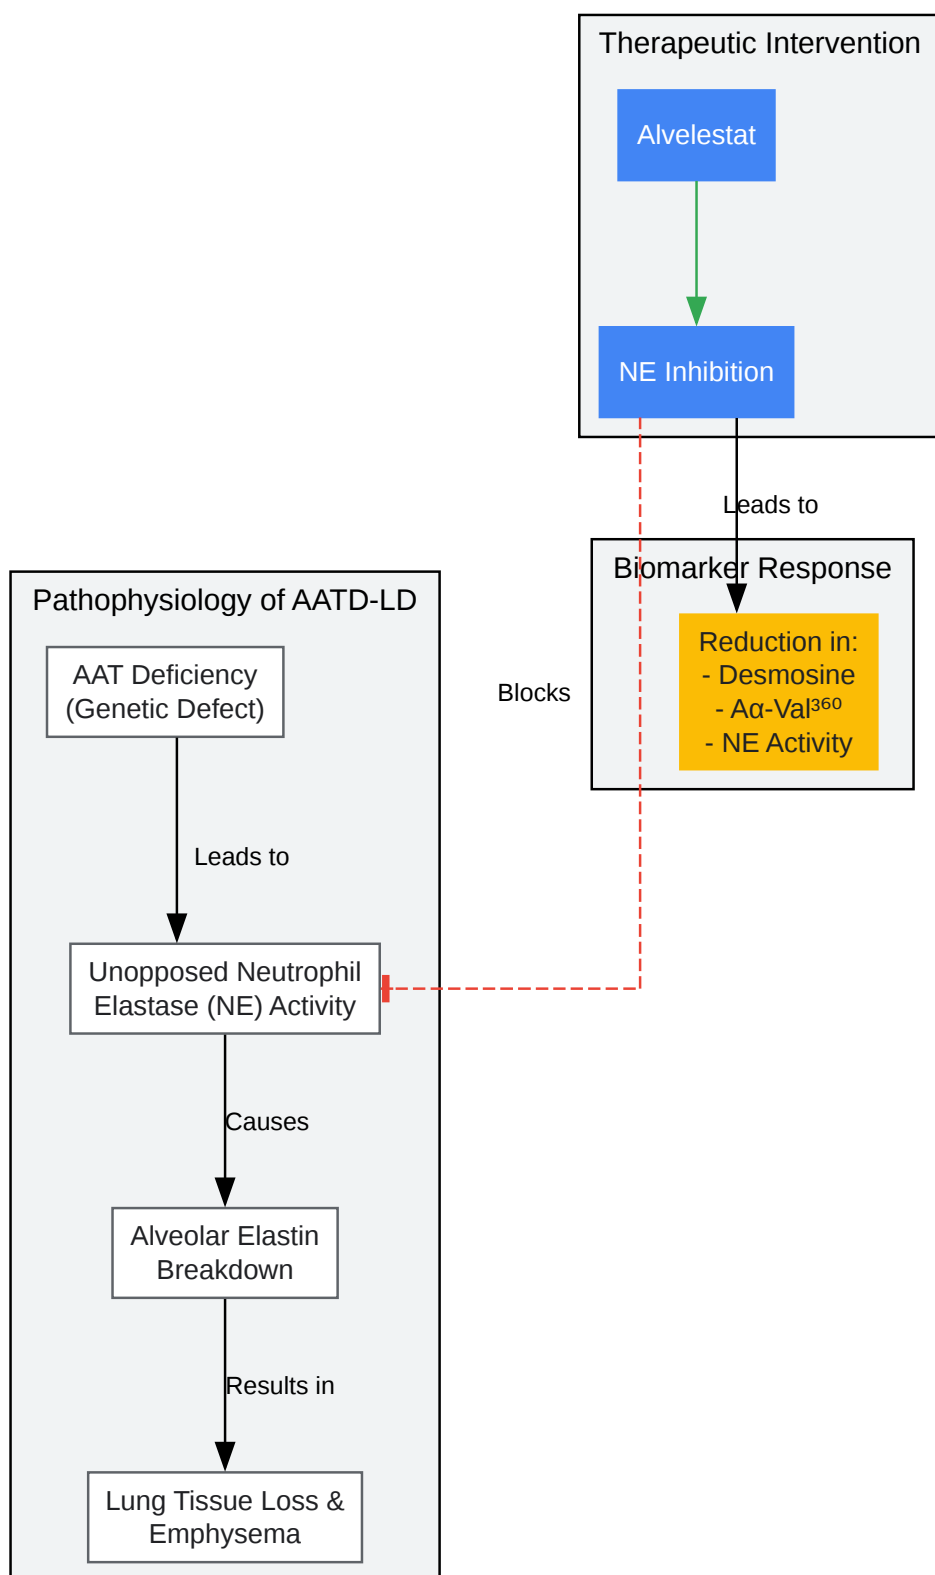 Therapeutic Intervention
Alvelestat
NE Inhibition
Leads to
Biomarker Response
Reduction in:
- Desmosine
- Aα-Val³⁶⁰
- NE Activity
Blocks
Pathophysiology of AATD-LD
AAT Deficiency
(Genetic Defect)
Leads to
Unopposed Neutrophil
Elastase (NE) Activity
Causes
Alveolar Elastin
Breakdown
Results in
Lung Tissue Loss &
Emphysema